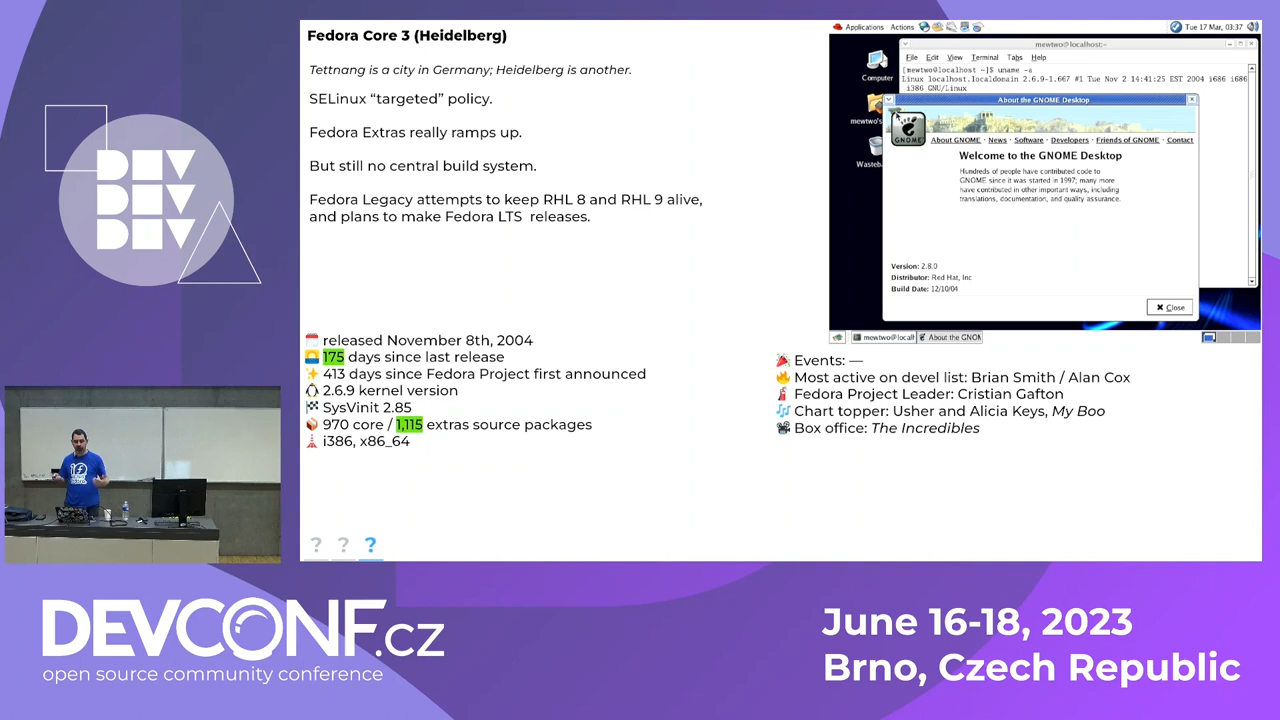 DEV
DEV
DEV
Fedora Core 3 (Heidelberg)
Tettnang is a city in Germany; Heidelberg is another.
SELinux “targeted” policy.
Fedora Extras really ramps up.
But still no central build system.
Fedora Legacy attempts to keep RHL 8 and RHL 9 alive,
and plans to make Fedora LTS releases.
released November 8th, 2004
175 days since last release
413 days since Fedora Project first announced
2.6.9 kernel version
SysVinit 2.85
970 core / 1,115 extras source packages
i386, x86_64
? ? ?
Applications Actions Tue 17 Mar, 03:37
mewtwo@localhost:~
File Edit View Terminal Tabs Help
[mewtwo@localhost ~]$ uname -a
Linux localhost.localdomain 2.6.9-1.667 #1 Tue Nov 2 14:41:25 EST 2004 i686 i686
i386 GNU/Linux
Computer
mewtwo's
Wasteba
About the GNOME Desktop
GNOME
About GNOME · News · Software · Developers · Friends of GNOME · Contact
Welcome to the GNOME Desktop
Hundreds of people have contributed code to
GNOME since it was started in 1997; many more
have contributed in other important ways, including
translations, documentation, and quality assurance.
Version: 2.8.0
Distributor: Red Hat, Inc
Build Date: 12/10/04
Close
mewtwo@localh About the GNOM
Events: —
Most active on devel list: Brian Smith / Alan Cox
Fedora Project Leader: Cristian Gafton
Chart topper: Usher and Alicia Keys, My Boo
Box office: The Incredibles
DEVCONF.cz
open source community conference
June 16-18, 2023
Brno, Czech Republic